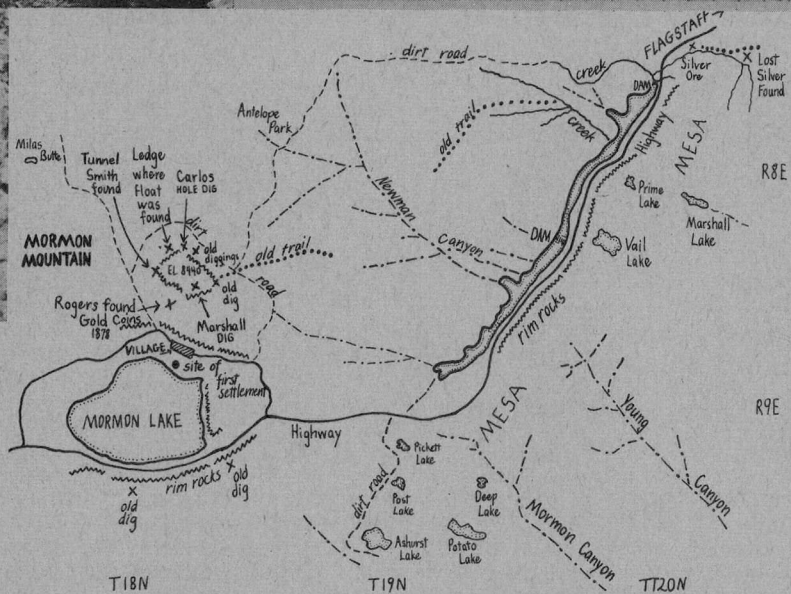 FLAGSTAFF
dirt road
creek
DAM
Silver
Ore
Lost
Silver
Found
Antelope
Park
old trail
creek
Highway
MESA
R8E
Milas
Butte
Tunnel
Smith
found
Ledge
where
Float
was
found
Carlos
HOLE DIG
Newman
Canyon
Prime
Lake
Marshall
Lake
MORMON
MOUNTAIN
dirt
road
old
diggings
EL 8440
old trail
old
dig
DAM
Vail
Lake
Rogers found
Gold Coins
1878
Marshall
DIG
rim rocks
VILLAGE
site of
first
settlement
MORMON LAKE
Highway
MESA
Young
Canyon
R9E
rim rocks
old
dig
old
dig
dirt road
Pichett
Lake
Post
Lake
Deep
Lake
Ashurst
Lake
Potato
Lake
Mormon Canyon
T18N
T19N
TT20N